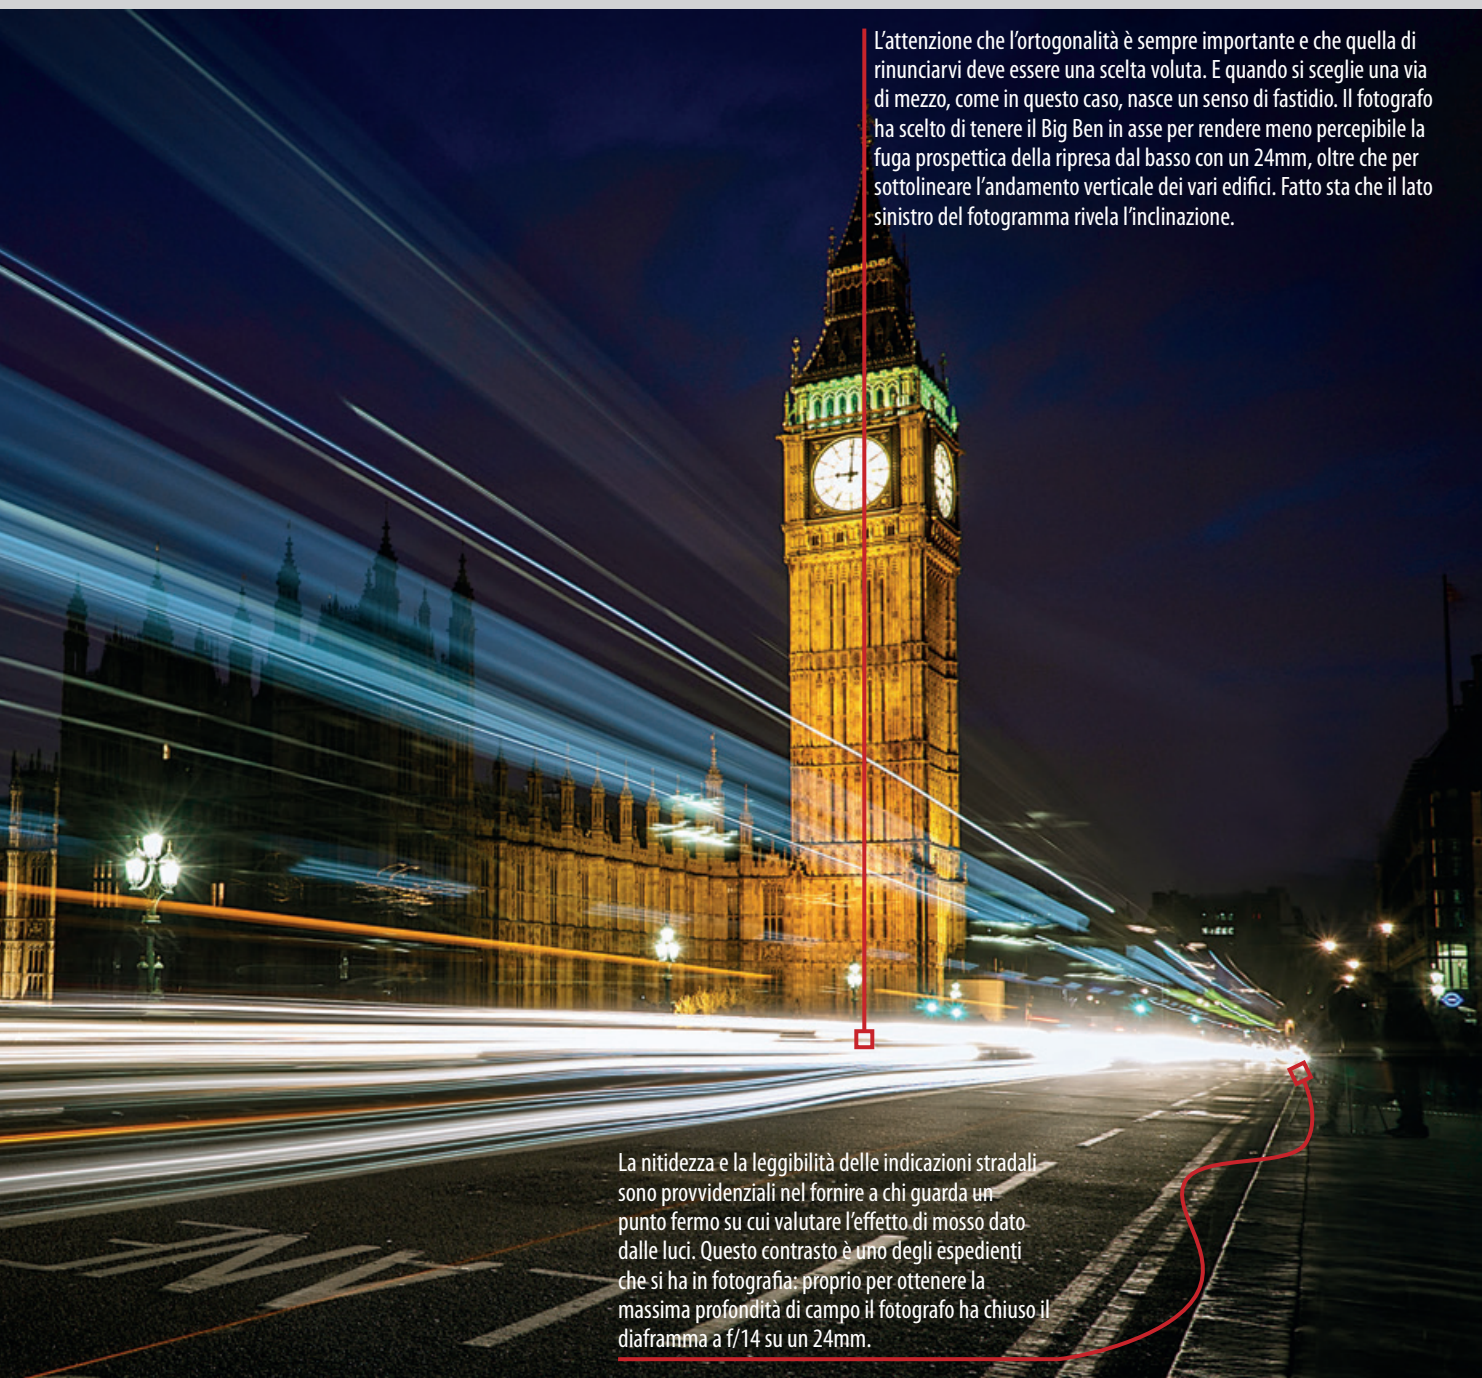 L'attenzione che l'ortogonalità è sempre importante e che quella di
rinunciarvi deve essere una scelta voluta. E quando si sceglie una via
di mezzo, come in questo caso, nasce un senso di fastidio. Il fotografo
ha scelto di tenere il Big Ben in asse per rendere meno percepibile la
fuga prospettica della ripresa dal basso con un 24mm, oltre che per
sottolineare l'andamento verticale dei vari edifici. Fatto sta che il lato
sinistro del fotogramma rivela l'inclinazione.
La nitidezza e la leggibilità delle indicazioni stradali
sono provvidenziali nel fornire a chi guarda un
punto fermo su cui valutare l'effetto di mosso dato
dalle luci. Questo contrasto è uno degli espedienti
che si ha in fotografia: proprio per ottenere la
massima profondità di campo il fotografo ha chiuso il
diaframma a f/14 su un 24mm.